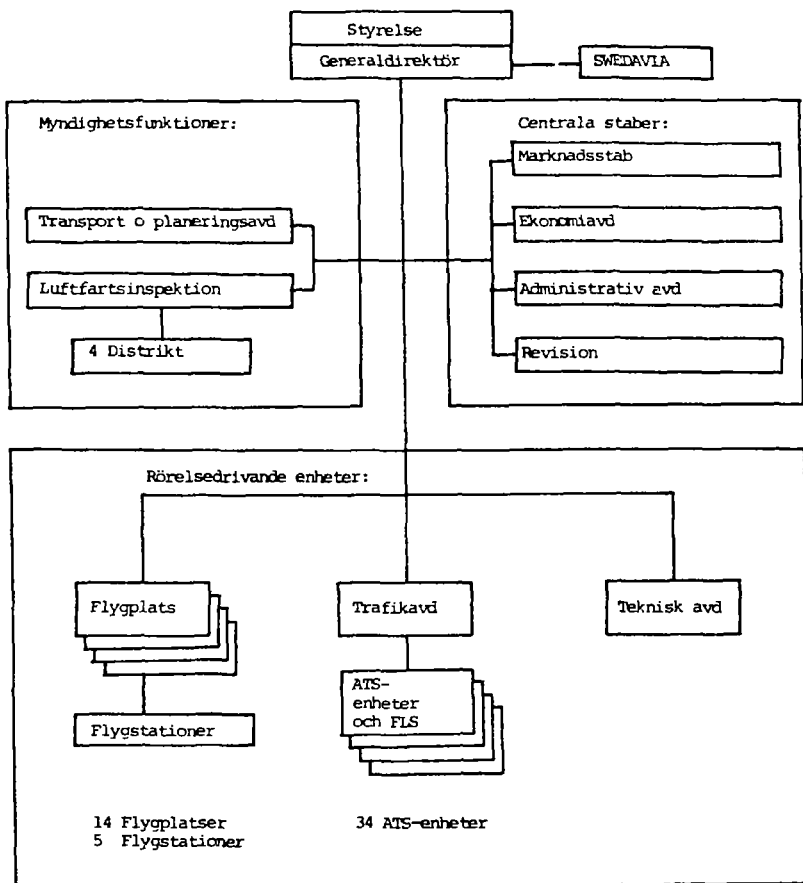 Styrelse
Generaldirektör
SWEDAVIA
Myndighetsfunktioner:
Transport o planeringsavd
Luftfartsinspektion
4 Distrikt
Centrala staber:
Marknadsstab
Ekonomiavd
Administrativ avd
Revision
Rörelsedrivande enheter:
Flygplats
Flygstationer
14 Flygplatser
5 Flygstationer
Trafikavd
ATS-
enheter
och FLS
34 ATS-enheter
Teknisk avd